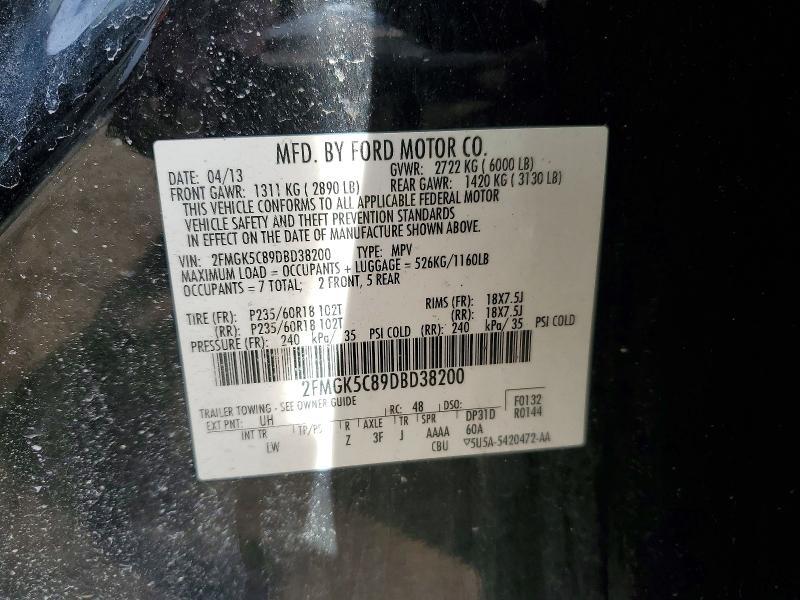 MFD. BY FORD MOTOR CO.
DATE: 04/13 GVWR: 2722 KG ( 6000 LB)
FRONT GAWR: 1311 KG ( 2890 LB) REAR GAWR: 1420 KG ( 3130 LB)
THIS VEHICLE CONFORMS TO ALL APPLICABLE FEDERAL MOTOR
VEHICLE SAFETY AND THEFT PREVENTION STANDARDS
IN EFFECT ON THE DATE OF MANUFACTURE SHOWN ABOVE.
VIN: 2FMGK5C89DBD38200 TYPE: MPV
MAXIMUM LOAD = OCCUPANTS + LUGGAGE = 526KG/1160LB
OCCUPANTS = 7 TOTAL; 2 FRONT, 5 REAR
TIRE (FR): P235/60R18 102T RIMS (FR): 18X7.5J
(RR): P235/60R18 102T (RR): 18X7.5J
PRESSURE (FR): 240 kPa/ 35 PSI COLD (RR): 240 kPa/ 35 PSI COLD
2FMGK5C89DBD38200
TRAILER TOWING - SEE OWNER GUIDE
EXT PNT: UH RC: 48 DSO: F0132
INT TR TP/PS R AXLE TR SPR DP31D R0144
LW Z 3F J AAAA 60A
CBU ▽5U5A-5420472-AA